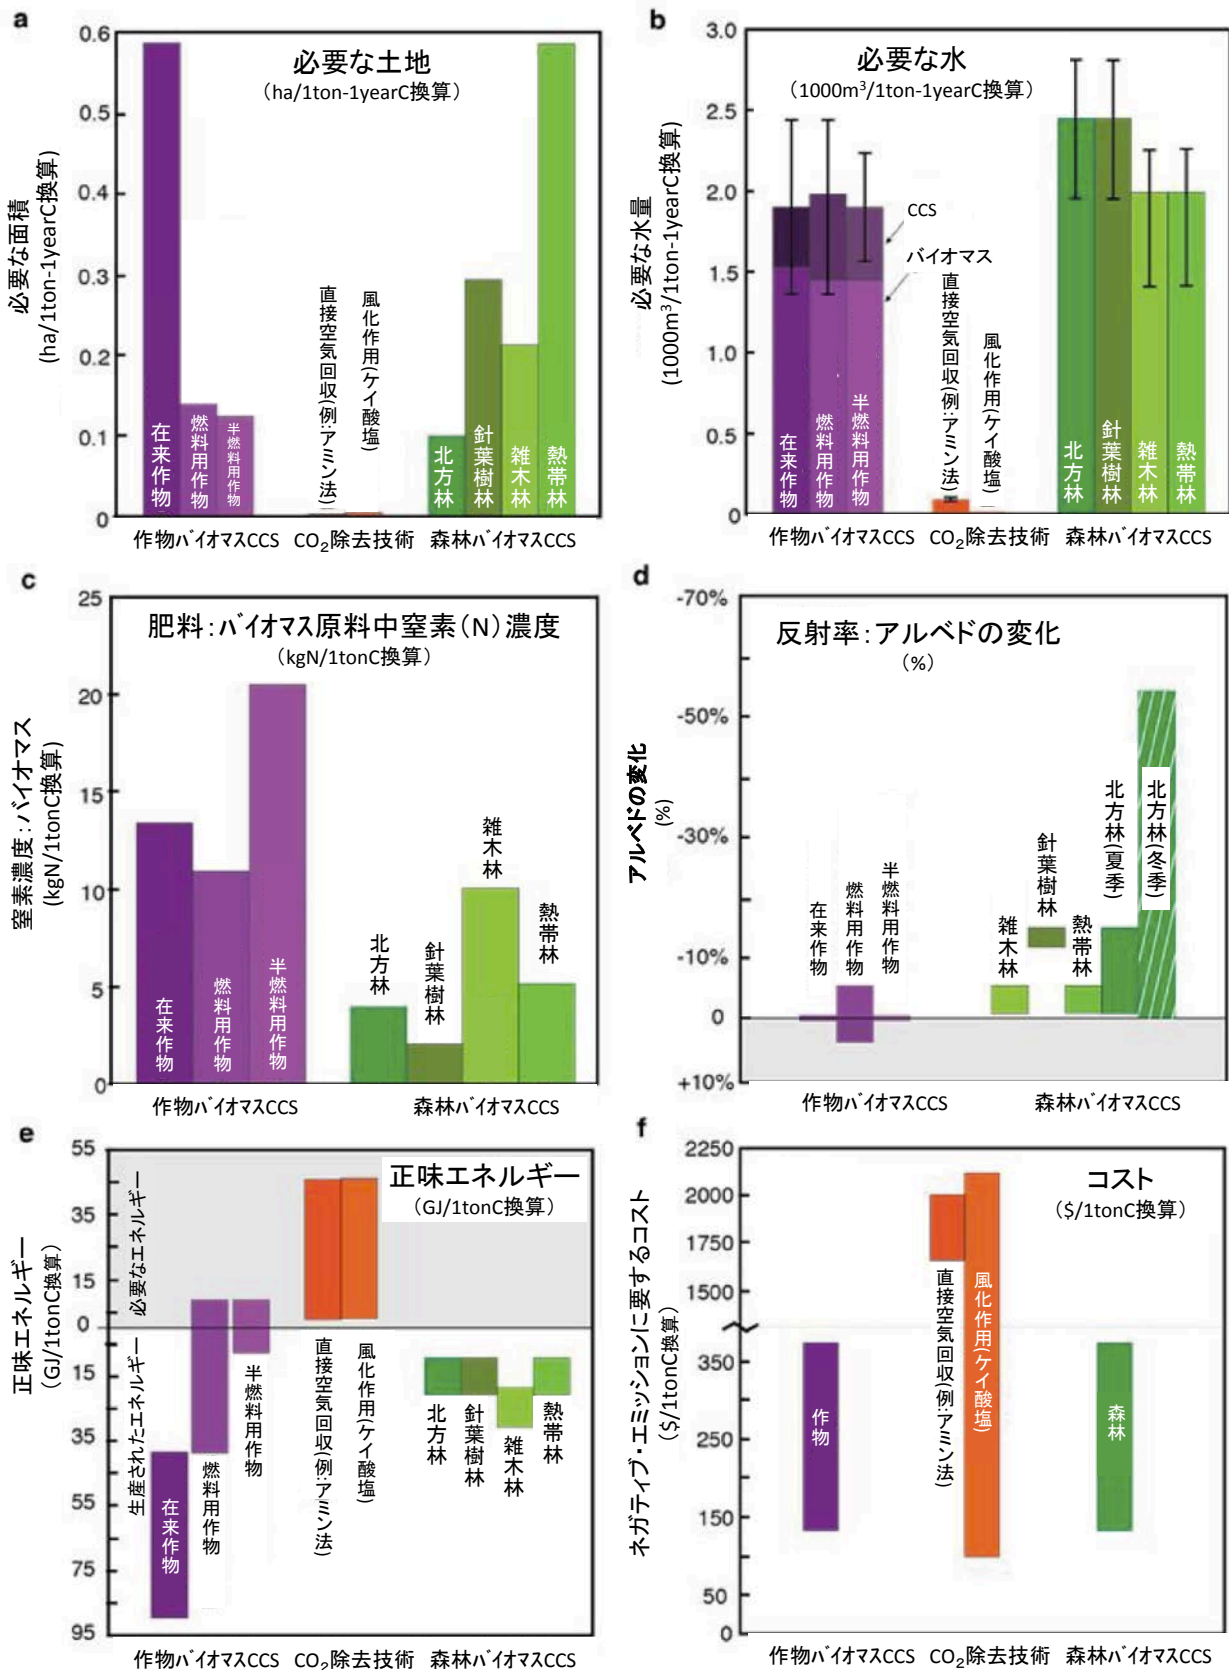 a
必要な土地
(ha/1ton-1yearC換算)
必要な面積
(ha/1ton-1yearC換算)
0.6
0.5
0.4
0.3
0.2
0.1
0
在来作物
燃料用作物
半燃料用作物
直接空気回収(例:アミン法)
風化作用(ケイ酸塩)
北方林
針葉樹林
雑木林
熱帯林
作物バイオマスCCS
CO₂除去技術
森林バイオマスCCS
b
必要な水
(1000m³/1ton-1yearC換算)
必要な水量
(1000m³/1ton-1yearC換算)
3.0
2.5
2.0
1.5
1.0
0.5
0
CCS
バイオマス
在来作物
燃料用作物
半燃料用作物
直接空気回収(例:アミン法)
風化作用(ケイ酸塩)
北方林
針葉樹林
雑木林
熱帯林
作物バイオマスCCS
CO₂除去技術
森林バイオマスCCS
c
肥料:バイオマス原料中窒素(N)濃度
(kgN/1tonC換算)
窒素濃度:バイオマス
(kgN/1tonC換算)
25
20
15
10
5
0
在来作物
燃料用作物
半燃料用作物
北方林
針葉樹林
雑木林
熱帯林
作物バイオマスCCS
森林バイオマスCCS
d
反射率:アルベドの変化
(%)
アルベドの変化
(%)
-70%
-50%
-30%
-10%
0
+10%
在来作物
燃料用作物
半燃料用作物
雑木林
針葉樹林
熱帯林
北方林(夏季)
北方林(冬季)
作物バイオマスCCS
森林バイオマスCCS
e
正味エネルギー
(GJ/1tonC換算)
正味エネルギー
(GJ/1tonC換算)
必要なエネルギー
生産されたエネルギー
55
35
15
0
15
35
55
75
95
在来作物
燃料用作物
半燃料用作物
直接空気回収(例:アミン法)
風化作用(ケイ酸塩)
北方林
針葉樹林
雑木林
熱帯林
作物バイオマスCCS
CO₂除去技術
森林バイオマスCCS
f
コスト
($/1tonC換算)
ネガティブ・エミッションに要するコスト
($/1tonC換算)
2250
2000
1750
1500
350
250
150
50
0
作物
直接空気回収(例:アミン法)
風化作用(ケイ酸塩)
森林
作物バイオマスCCS
CO₂除去技術
森林バイオマスCCS